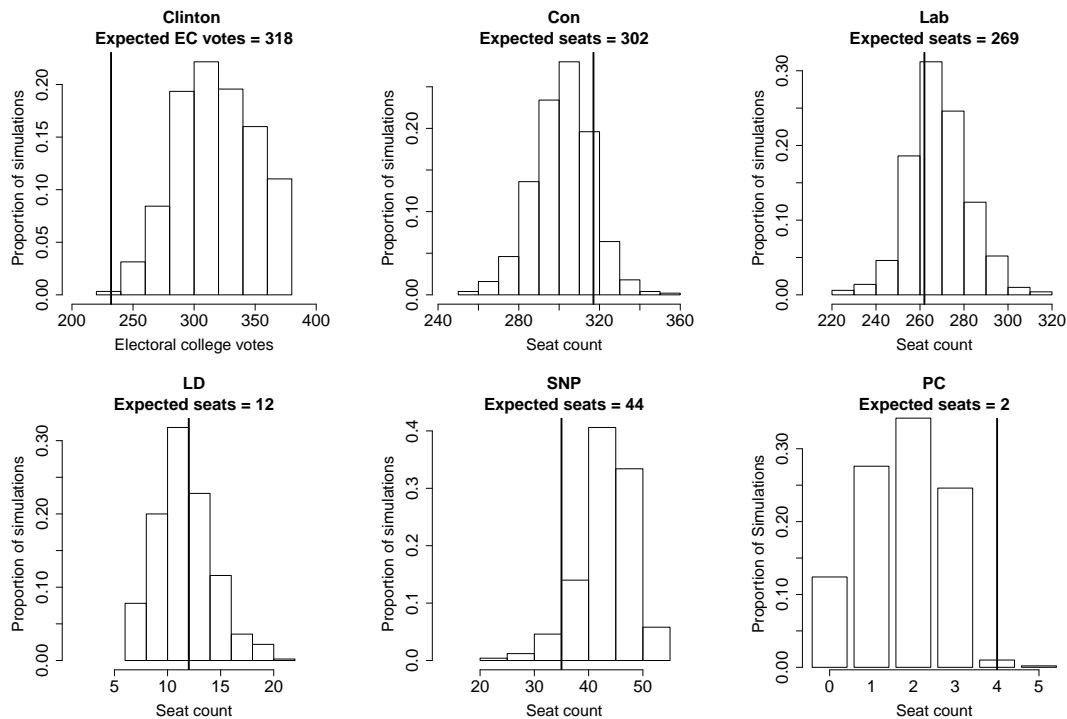 Clinton
Expected EC votes = 318
Proportion of simulations
0.00 0.05 0.10 0.15 0.20
200 250 300 350 400
Electoral college votes
Con
Expected seats = 302
Proportion of simulations
0.00 0.10 0.20
240 280 320 360
Seat count
Lab
Expected seats = 269
Proportion of simulations
0.00 0.10 0.20 0.30
220 240 260 280 300 320
Seat count
LD
Expected seats = 12
Proportion of simulations
0.00 0.10 0.20 0.30
5 10 15 20
Seat count
SNP
Expected seats = 44
Proportion of simulations
0.0 0.1 0.2 0.3 0.4
20 30 40 50
Seat count
PC
Expected seats = 2
Proportion of Simulations
0.00 0.10 0.20 0.30
0 1 2 3 4 5
Seat count